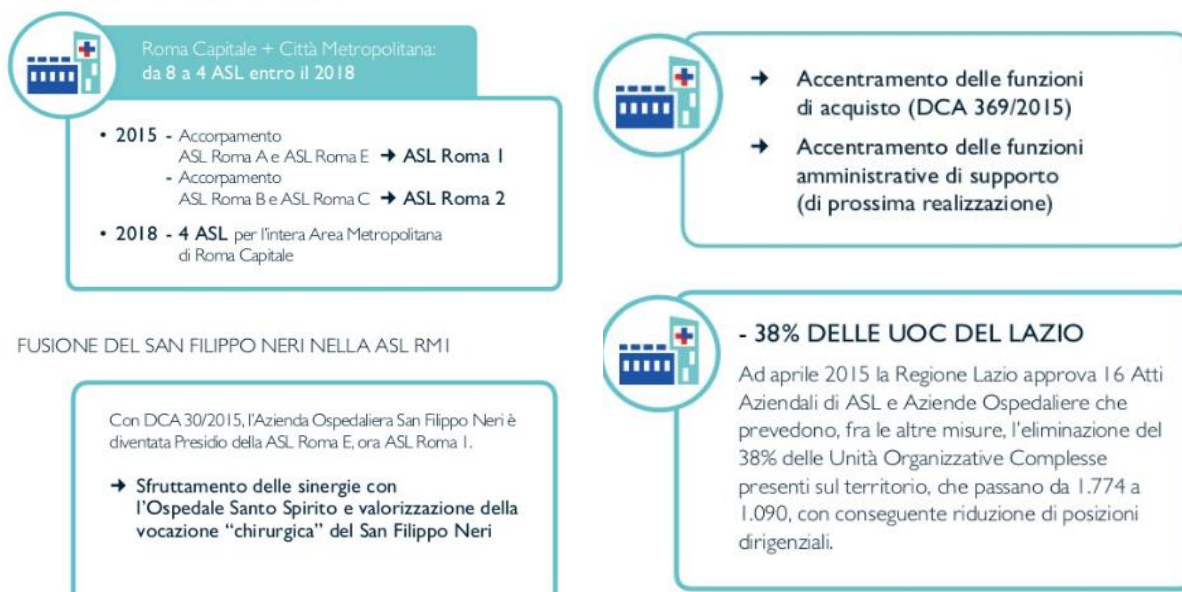 Roma Capitale + Città Metropolitana:
da 8 a 4 ASL entro il 2018
• 2015 - Accorpamento
ASL Roma A e ASL Roma E → ASL Roma 1
- Accorpamento
ASL Roma B e ASL Roma C → ASL Roma 2
• 2018 - 4 ASL per l'intera Area Metropolitana
di Roma Capitale
FUSIONE DEL SAN FILIPPO NERI NELLA ASL RM1
Con DCA 30/2015, l'Azienda Ospedaliera San Filippo Neri è
diventata Presidio della ASL Roma E, ora ASL Roma 1.
→ Sfruttamento delle sinergie con
l'Ospedale Santo Spirito e valorizzazione della
vocazione “chirurgica” del San Filippo Neri
→ Accentramento delle funzioni
di acquisto (DCA 369/2015)
→ Accentramento delle funzioni
amministrative di supporto
(di prossima realizzazione)
- 38% DELLE UOC DEL LAZIO
Ad aprile 2015 la Regione Lazio approva 16 Atti
Aziendali di ASL e Aziende Ospedaliere che
prevedono, fra le altre misure, l'eliminazione del
38% delle Unità Organizzative Complesse
presenti sul territorio, che passano da 1.774 a
1.090, con conseguente riduzione di posizioni
dirigenziali.